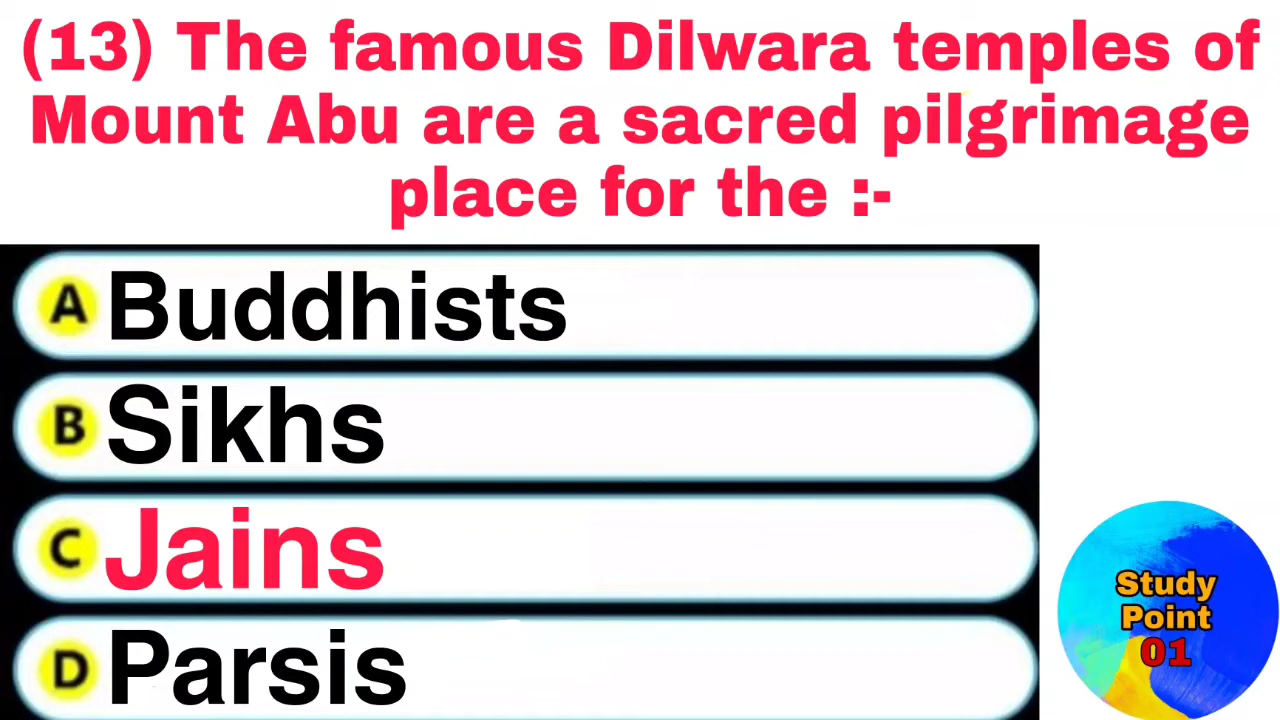 (13) The famous Dilwara temples of
Mount Abu are a sacred pilgrimage
place for the :-
A Buddhists
B Sikhs
C Jains
D Parsis
Study
Point
01